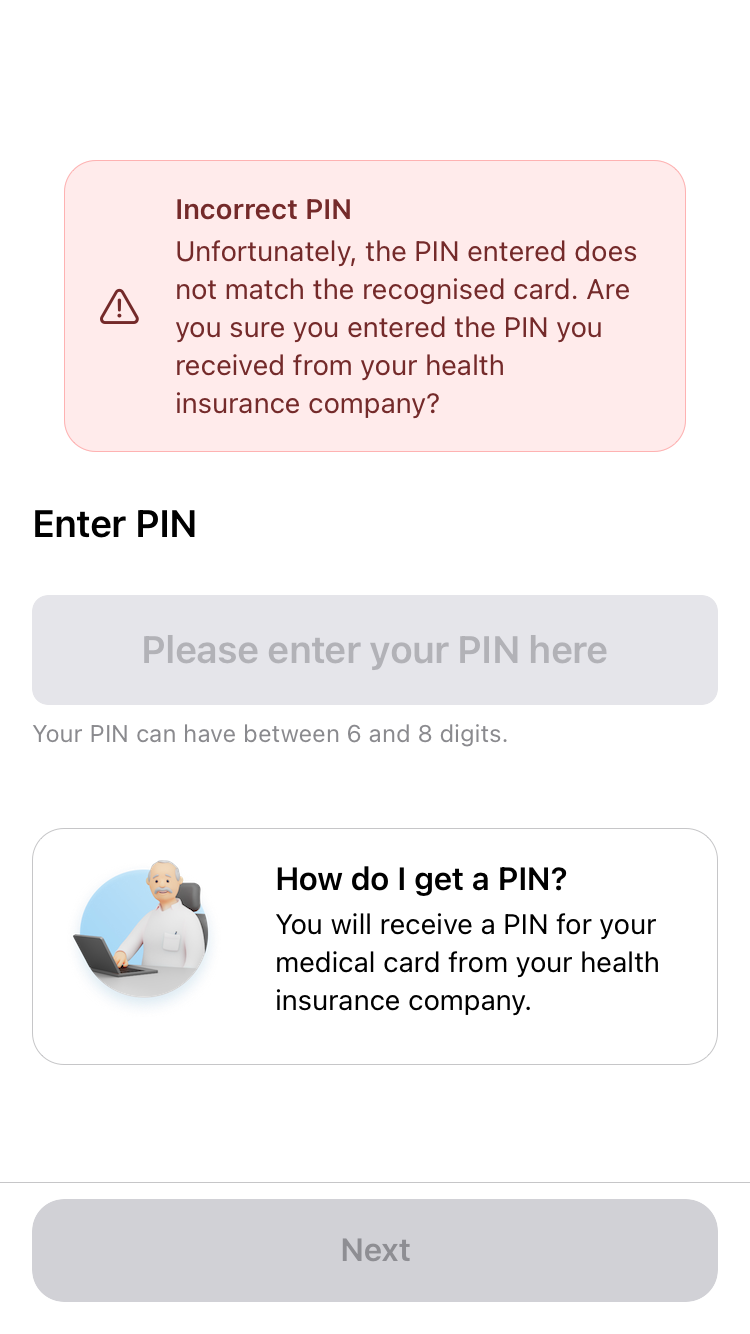 Incorrect PIN
Unfortunately, the PIN entered does
not match the recognised card. Are
you sure you entered the PIN you
received from your health
insurance company?
Enter PIN
Please enter your PIN here
Your PIN can have between 6 and 8 digits.
How do I get a PIN?
You will receive a PIN for your
medical card from your health
insurance company.
Next